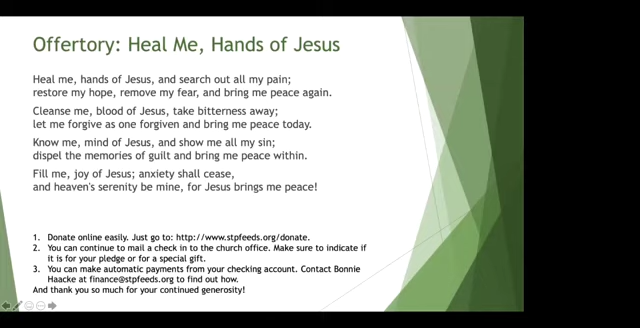 Offertory: Heal Me, Hands of Jesus
Heal me, hands of Jesus, and search out all my pain;
restore my hope, remove my fear, and bring me peace again.
Cleanse me, blood of Jesus, take bitterness away;
let me forgive as one forgiven and bring me peace today.
Know me, mind of Jesus, and show me all my sin;
dispel the memories of guilt and bring me peace within.
Fill me, joy of Jesus; anxiety shall cease,
and heaven's serenity be mine, for Jesus brings me peace!
1. Donate online easily. Just go to: http://www.stpfeeds.org/donate.
2. You can continue to mail a check in to the church office. Make sure to indicate if
it is for your pledge or for a special gift.
3. You can make automatic payments from your checking account. Contact Bonnie
Haacke at finance@stpfeeds.org to find out how.
And thank you so much for your continued generosity!